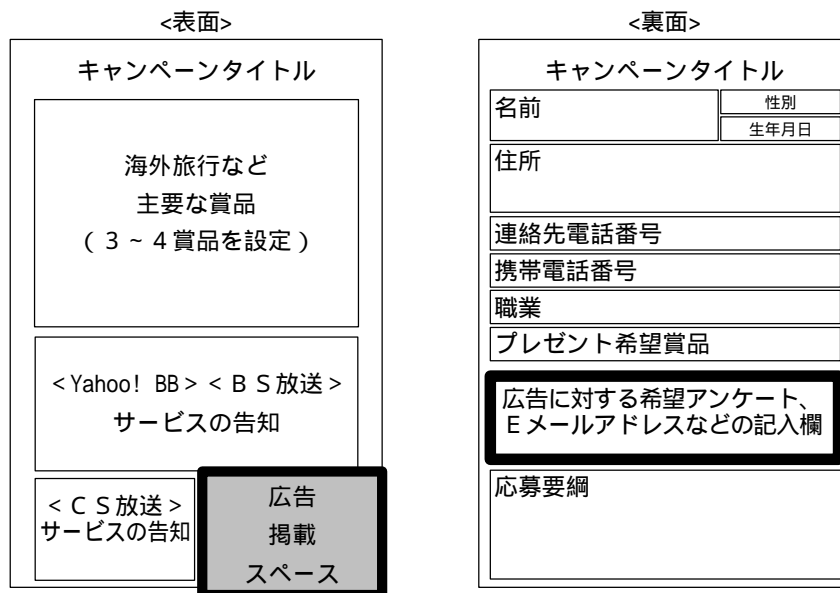 <表面>
キャンペーンタイトル
海外旅行など
主要な賞品
(3~4賞品を設定)
<Yahoo! BB><BS放送>
サービスの告知
<CS放送>
サービスの告知
広告
掲載
スペース
<裏面>
キャンペーンタイトル
名前
性別
生年月日
住所
連絡先電話番号
携帯電話番号
職業
プレゼント希望賞品
広告に対する希望アンケート、
Eメールアドレスなどの記入欄
応募要綱